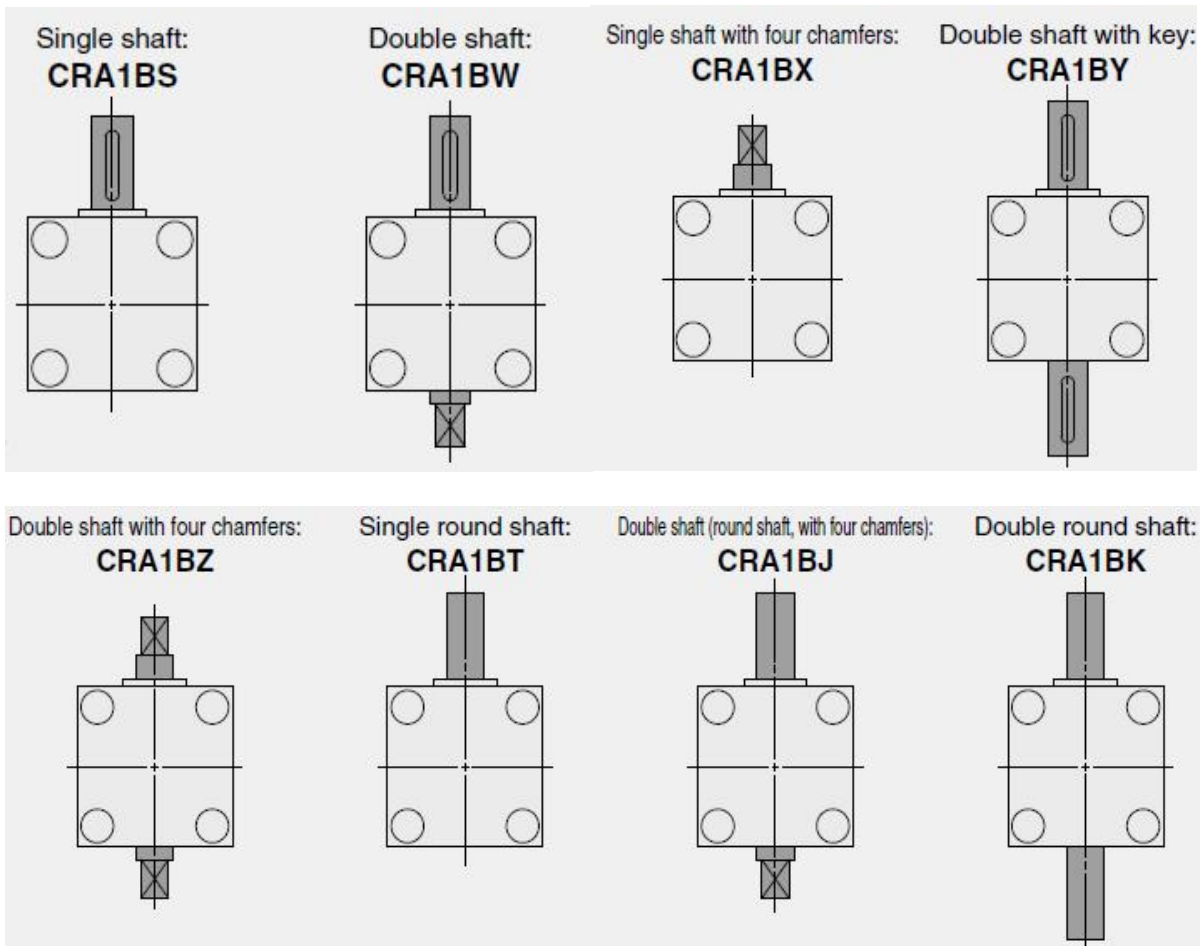 Single shaft:
CRA1BS
Double shaft:
CRA1BW
Single shaft with four chamfers:
CRA1BX
Double shaft with key:
CRA1BY
Double shaft with four chamfers:
CRA1BZ
Single round shaft:
CRA1BT
Double shaft (round shaft, with four chamfers):
CRA1BJ
Double round shaft:
CRA1BK